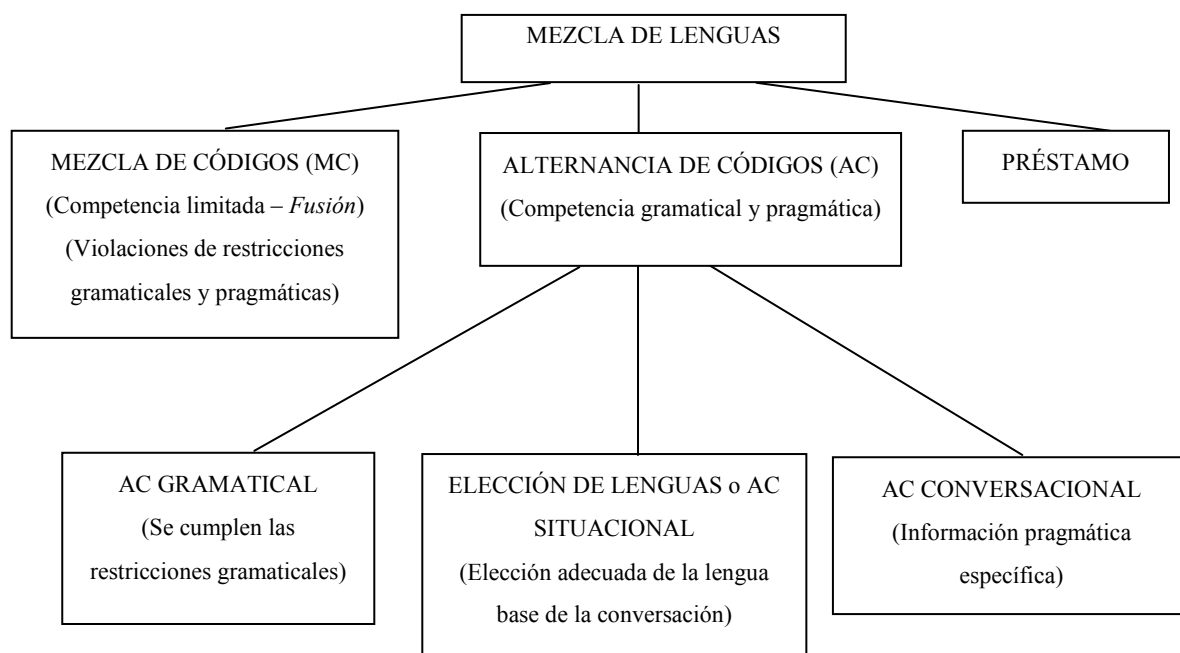 MEZCLA DE LENGUAS
MEZCLA DE CÓDIGOS (MC)
(Competencia limitada – Fusión)
(Violaciones de restricciones
gramaticales y pragmáticas)
ALTERNANCIA DE CÓDIGOS (AC)
(Competencia gramatical y pragmática)
PRÉSTAMO
AC GRAMATICAL
(Se cumplen las
restricciones gramaticales)
ELECCIÓN DE LENGUAS o AC
SITUACIONAL
(Elección adecuada de la lengua
base de la conversación)
AC CONVERSACIONAL
(Información pragmática
específica)